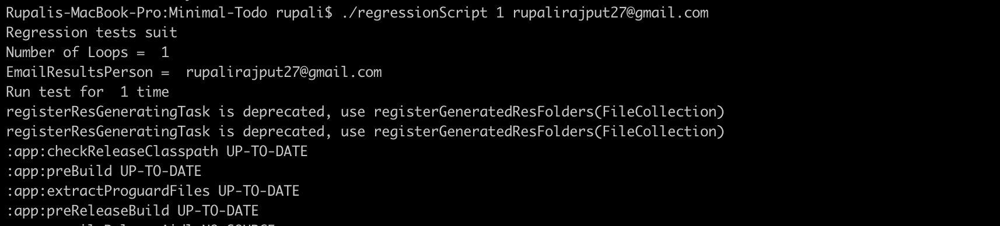 Rupalis-MacBook-Pro:Minimal-Todo rupali$ ./regressionScript 1 rupalirajput27@gmail.com
Regression tests suit
Number of Loops =  1
EmailResultsPerson =  rupalirajput27@gmail.com
Run test for  1 time
registerResGeneratingTask is deprecated, use registerGeneratedResFolders(FileCollection)
registerResGeneratingTask is deprecated, use registerGeneratedResFolders(FileCollection)
:app:checkReleaseClasspath UP-TO-DATE
:app:preBuild UP-TO-DATE
:app:extractProguardFiles UP-TO-DATE
:app:preReleaseBuild UP-TO-DATE